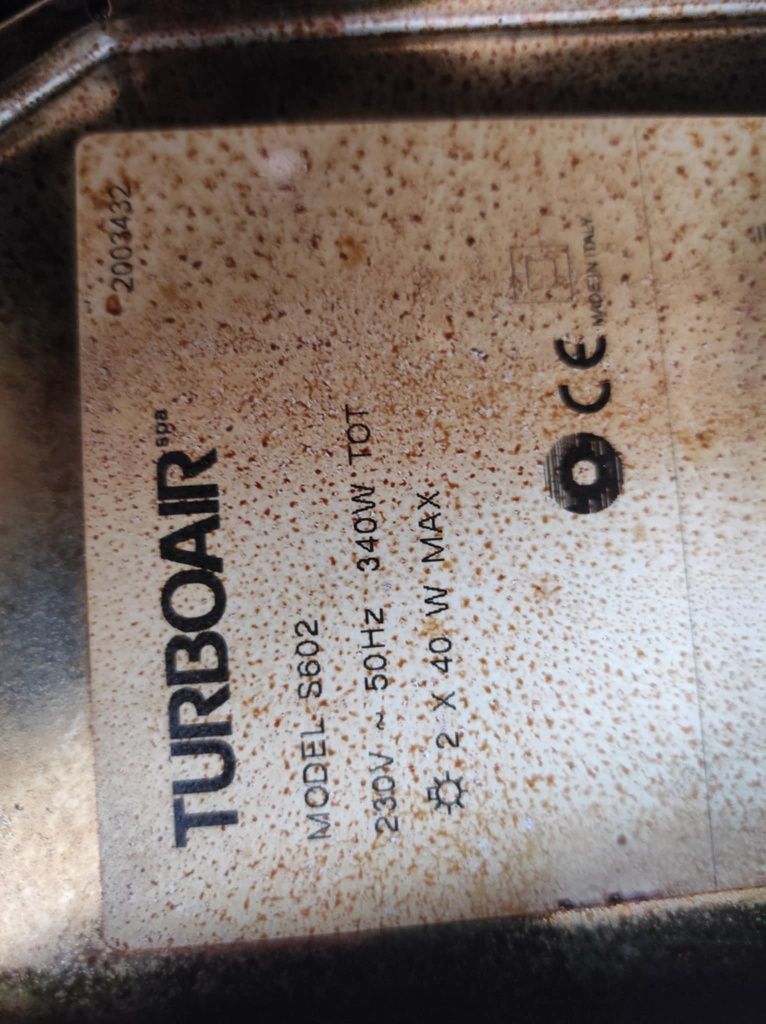 2003432
TURBOAIR spa
MODEL S602
230V ~ 50Hz 340W TOT
2 X 40 W MAX
CE MADE IN ITALY